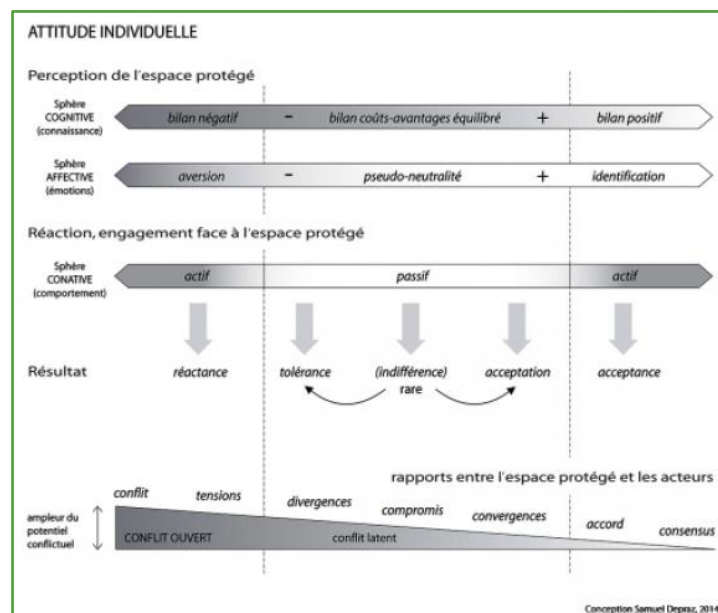 ATTITUDE INDIVIDUELLE
Perception de l'espace protégé
Sphère
COGNITIVE
(connaissance)
bilan négatif - bilan coûts-avantages équilibré + bilan positif
Sphère
AFFECTIVE
(émotions)
aversion - pseudo-neutralité + identification
Réaction, engagement face à l'espace protégé
Sphère
CONATIVE
(comportement)
actif passif actif
Résultat réactance tolérance (indifférence) acceptation acceptance
rare
rapports entre l'espace protégé et les acteurs
conflit tensions divergences compromis convergences accord consensus
ampleur du
potentiel
conflictuel
CONFLIT OUVERT conflit latent
Conception Samuel Depraz, 2014